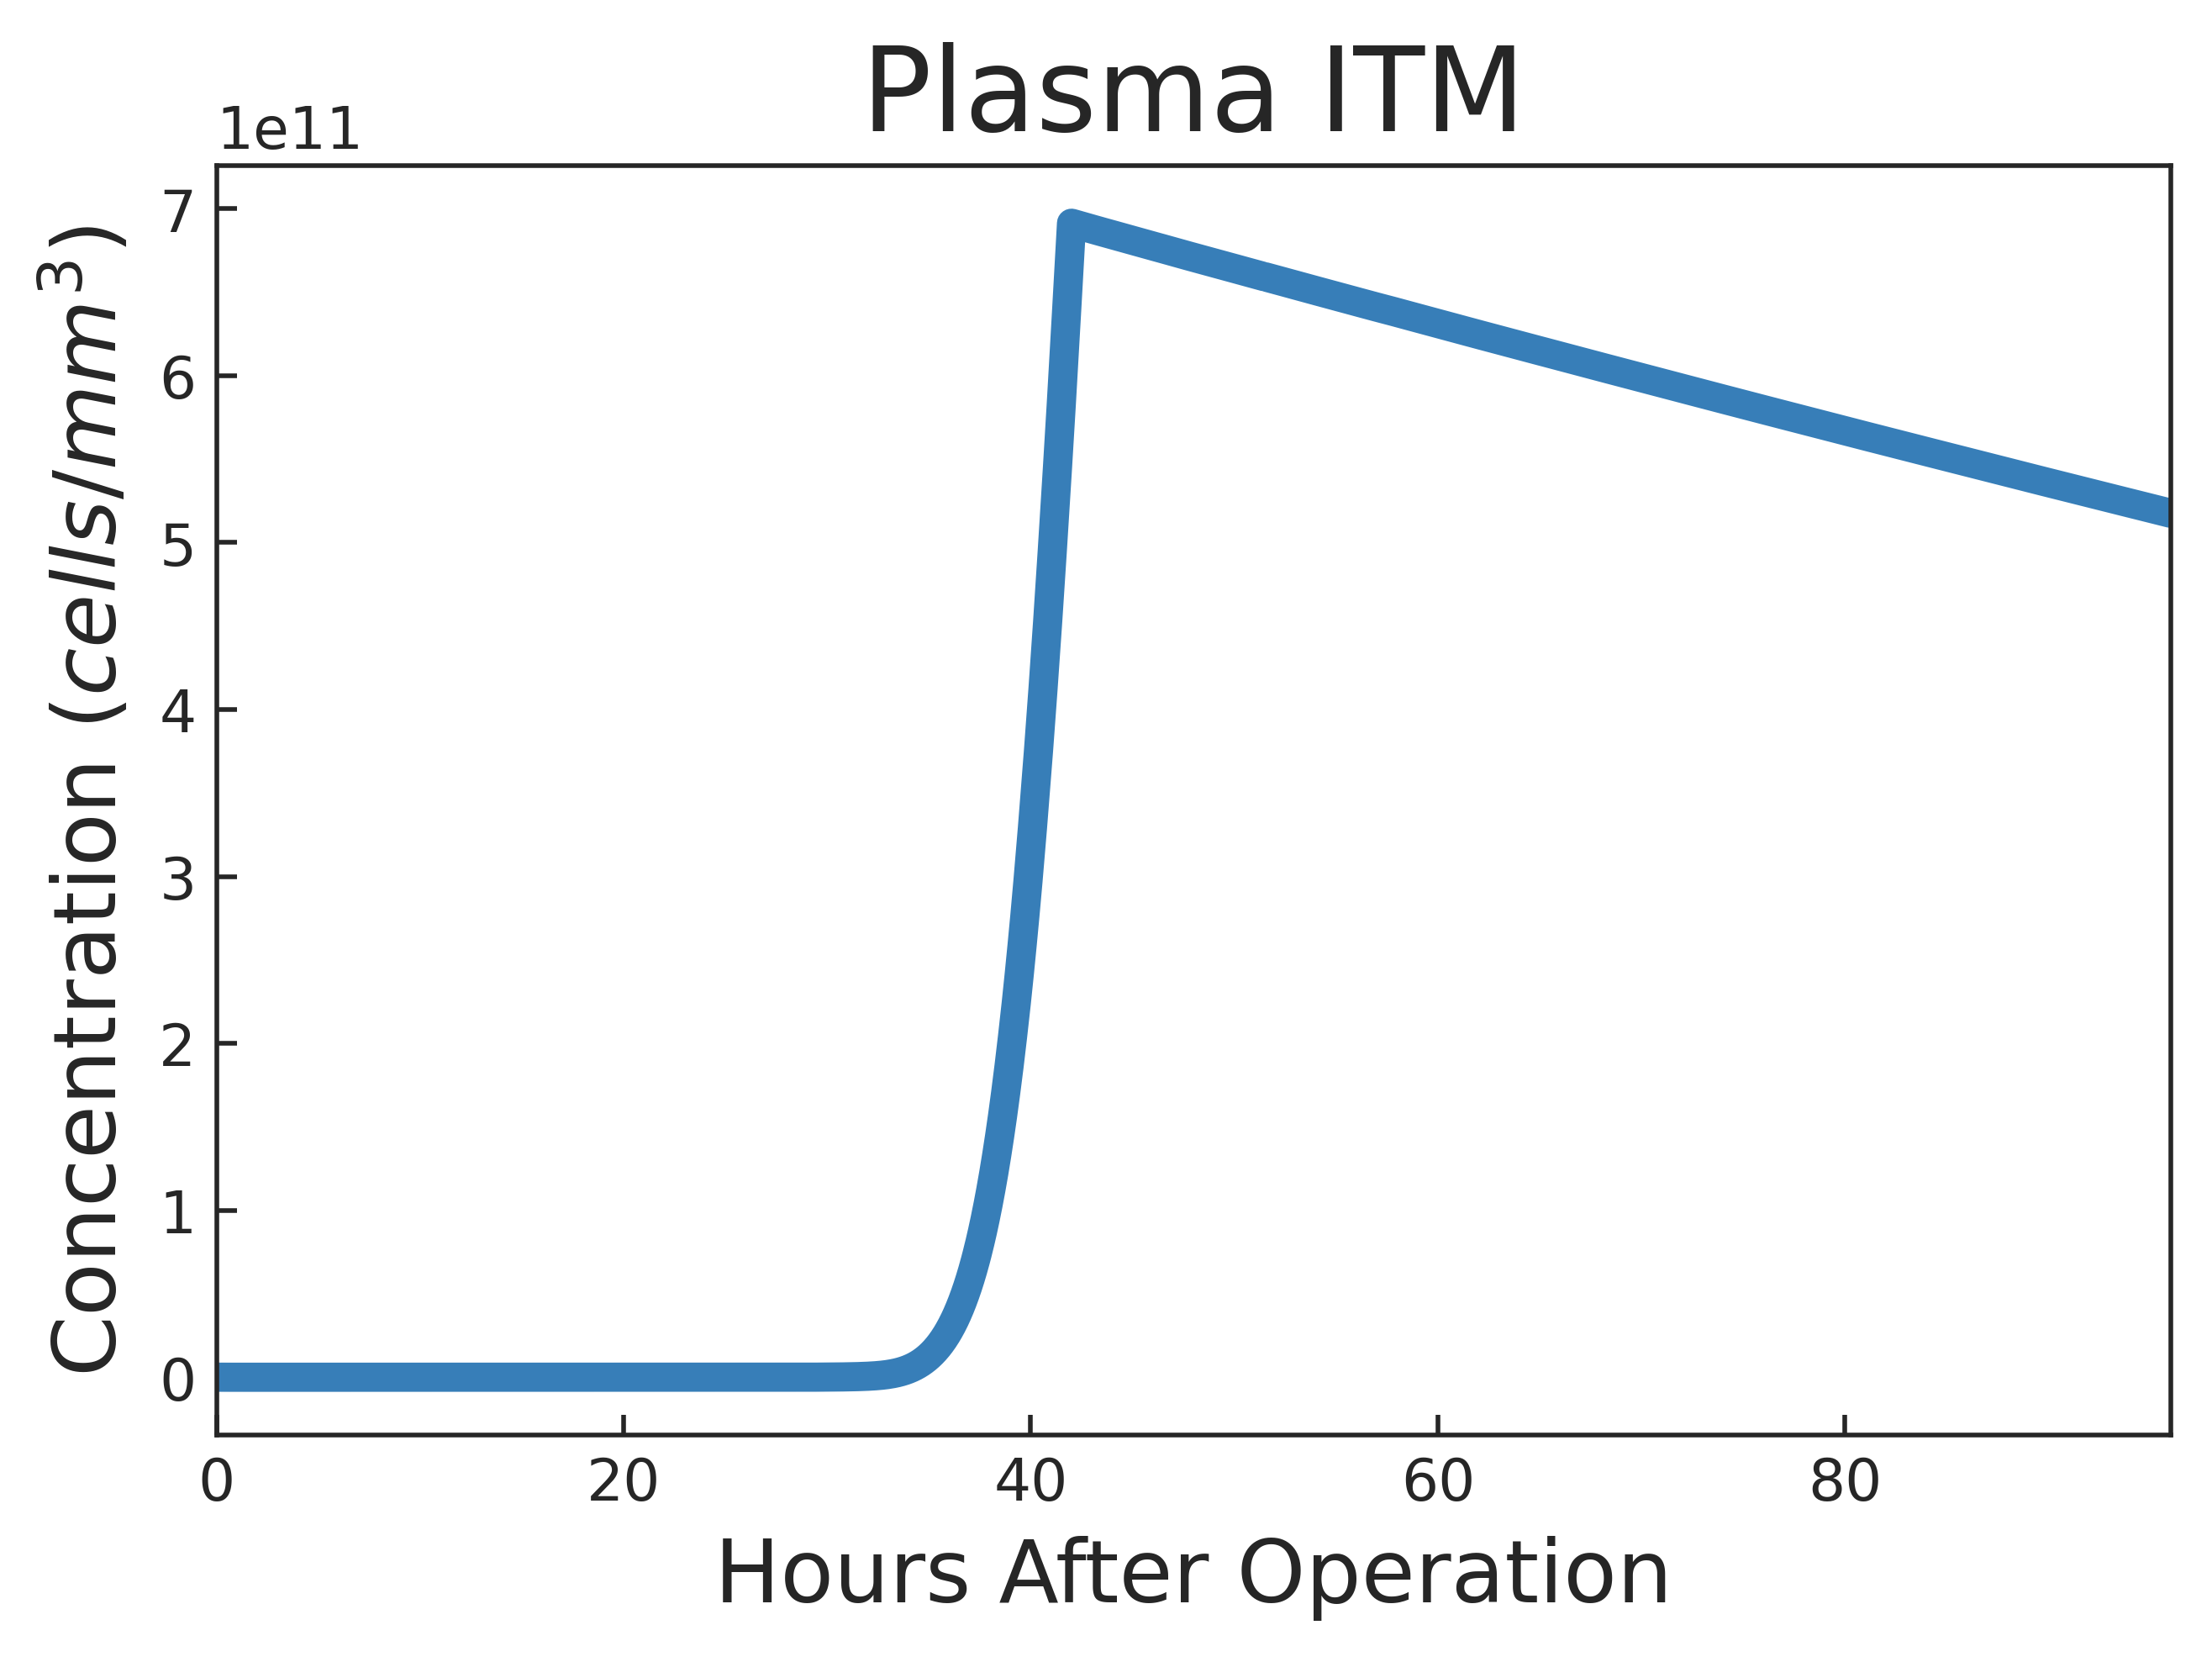 Plasma ITM
1e11
Concentration (cells/mm³)
7
6
5
4
3
2
1
0
0 20 40 60 80
Hours After Operation